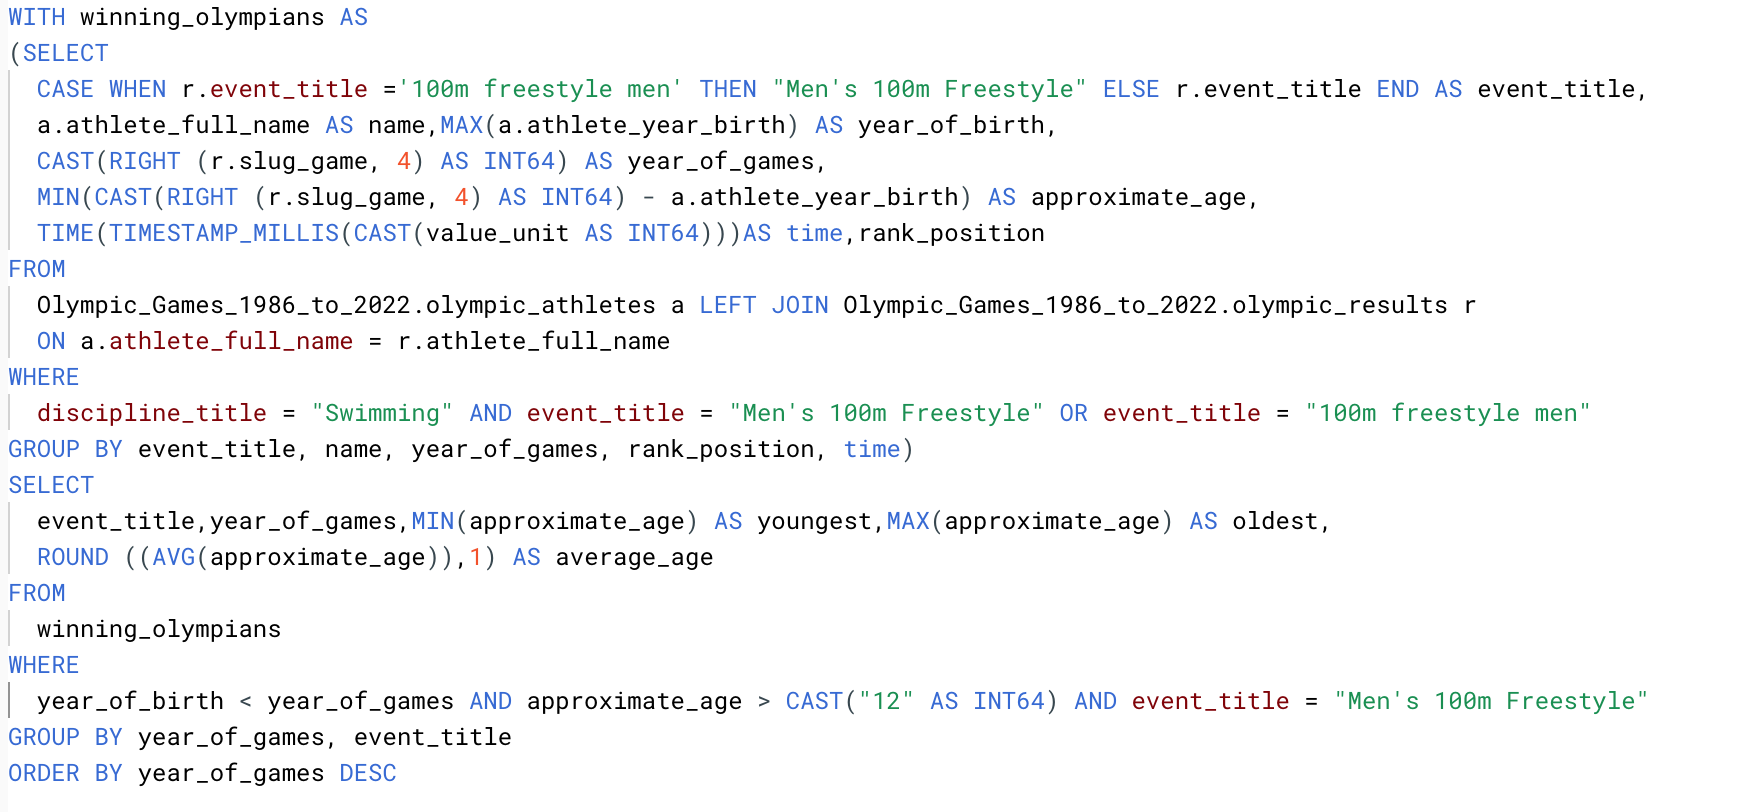 WITH winning_olympians AS
(SELECT
CASE WHEN r.event_title ='100m freestyle men' THEN "Men's 100m Freestyle" ELSE r.event_title END AS event_title,
a.athlete_full_name AS name,MAX(a.athlete_year_birth) AS year_of_birth,
CAST(RIGHT (r.slug_game, 4) AS INT64) AS year_of_games,
MIN(CAST(RIGHT (r.slug_game, 4) AS INT64) - a.athlete_year_birth) AS approximate_age,
TIME(TIMESTAMP_MILLIS(CAST(value_unit AS INT64)))AS time,rank_position
FROM
Olympic_Games_1986_to_2022.olympic_athletes a LEFT JOIN Olympic_Games_1986_to_2022.olympic_results r
ON a.athlete_full_name = r.athlete_full_name
WHERE
discipline_title = "Swimming" AND event_title = "Men's 100m Freestyle" OR event_title = "100m freestyle men"
GROUP BY event_title, name, year_of_games, rank_position, time)
SELECT
event_title,year_of_games,MIN(approximate_age) AS youngest,MAX(approximate_age) AS oldest,
ROUND ((AVG(approximate_age)),1) AS average_age
FROM
winning_olympians
WHERE
year_of_birth < year_of_games AND approximate_age > CAST("12" AS INT64) AND event_title = "Men's 100m Freestyle"
GROUP BY year_of_games, event_title
ORDER BY year_of_games DESC